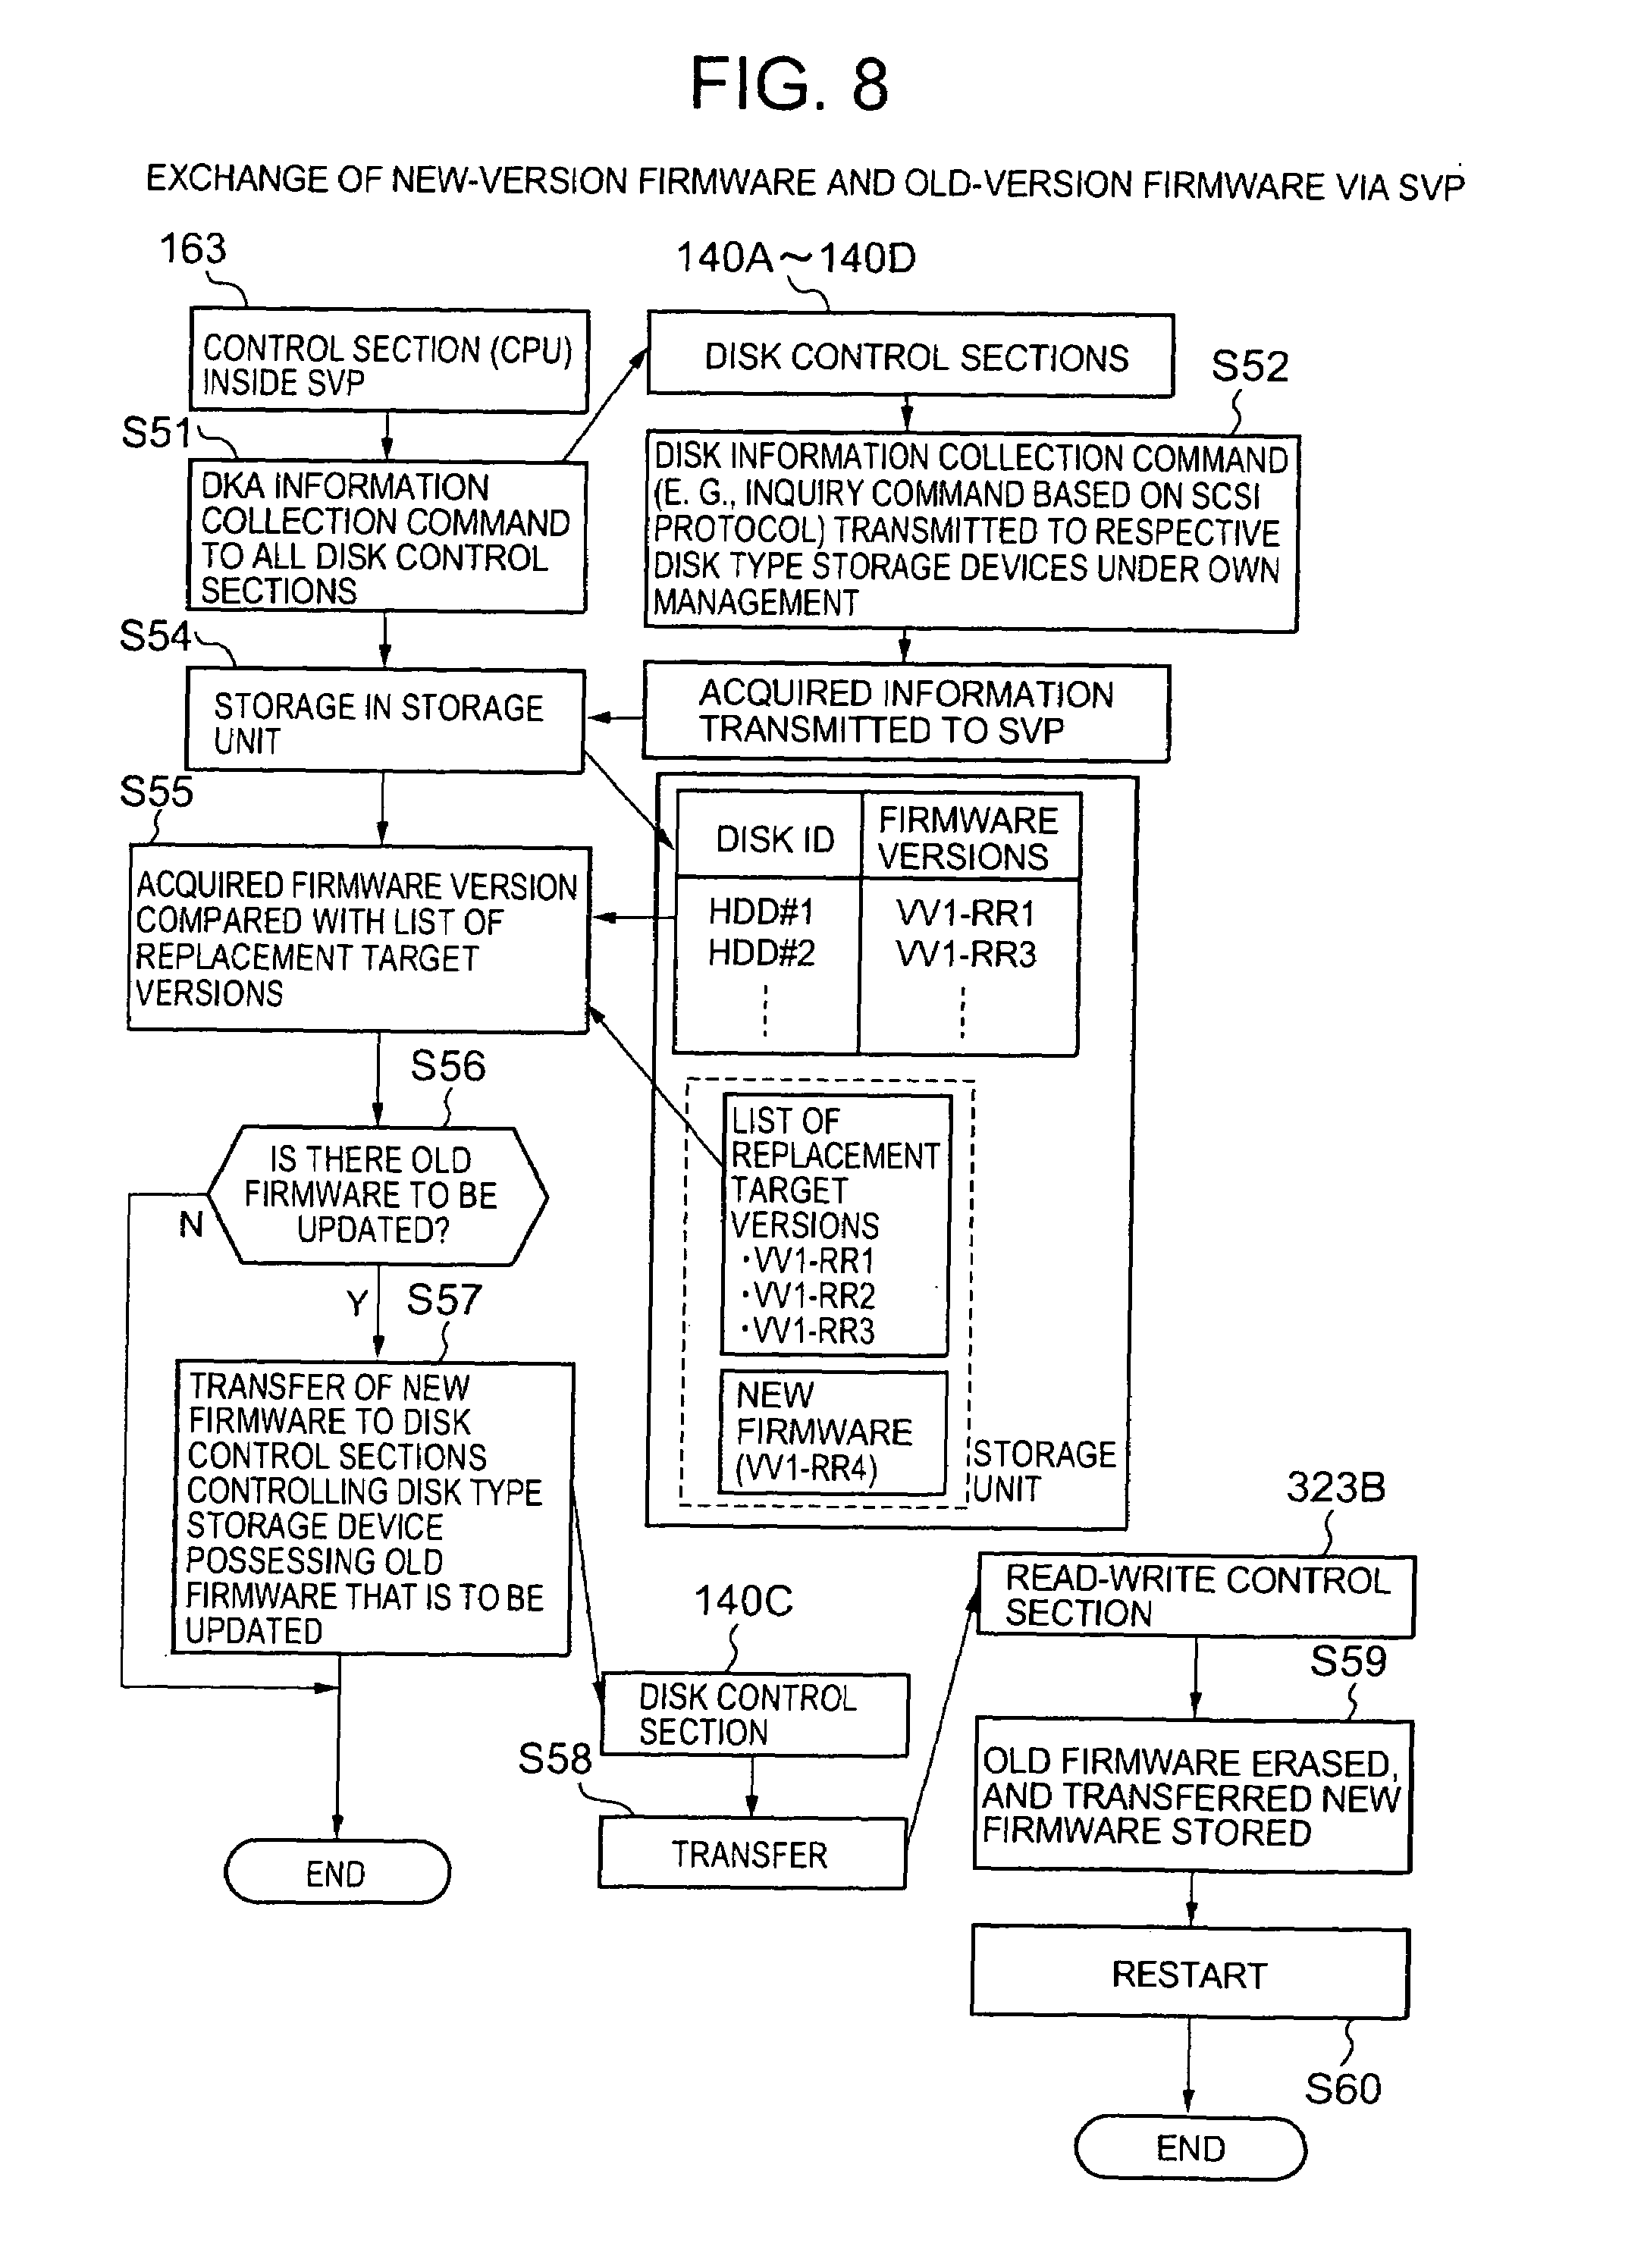 FIG. 8
EXCHANGE OF NEW-VERSION FIRMWARE AND OLD-VERSION FIRMWARE VIA SVP
163
CONTROL SECTION (CPU)
INSIDE SVP
140A～140D
DISK CONTROL SECTIONS
S51
DKA INFORMATION
COLLECTION COMMAND
TO ALL DISK CONTROL
SECTIONS
S52
DISK INFORMATION COLLECTION COMMAND
(E. G., INQUIRY COMMAND BASED ON SCSI
PROTOCOL) TRANSMITTED TO RESPECTIVE
DISK TYPE STORAGE DEVICES UNDER OWN
MANAGEMENT
S54
STORAGE IN STORAGE
UNIT
ACQUIRED INFORMATION
TRANSMITTED TO SVP
S55
ACQUIRED FIRMWARE VERSION
COMPARED WITH LIST OF
REPLACEMENT TARGET
VERSIONS
DISK ID
FIRMWARE
VERSIONS
HDD#1
VV1-RR1
HDD#2
VV1-RR3
S56
IS THERE OLD
FIRMWARE TO BE
UPDATED?
N
Y
LIST OF
REPLACEMENT
TARGET
VERSIONS
・VV1-RR1
・VV1-RR2
・VV1-RR3
NEW
FIRMWARE
(VV1-RR4)
STORAGE
UNIT
S57
TRANSFER OF NEW
FIRMWARE TO DISK
CONTROL SECTIONS
CONTROLLING DISK TYPE
STORAGE DEVICE
POSSESSING OLD
FIRMWARE THAT IS TO BE
UPDATED
END
140C
DISK CONTROL
SECTION
S58
TRANSFER
323B
READ-WRITE CONTROL
SECTION
S59
OLD FIRMWARE ERASED,
AND TRANSFERRED NEW
FIRMWARE STORED
RESTART
S60
END